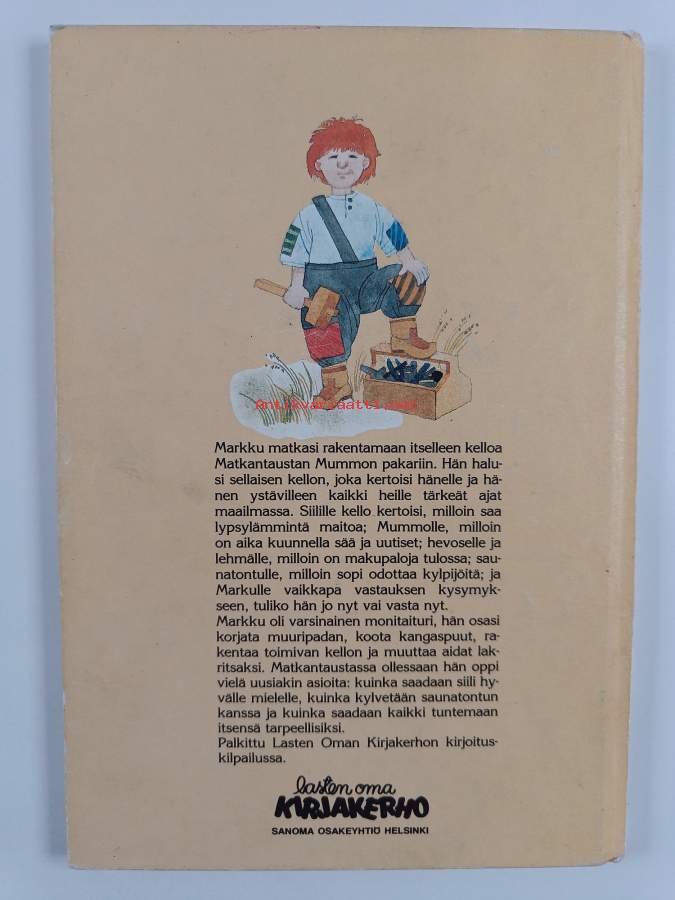 Antikvariaatti.net
Markku matkasi rakentamaan itselleen kelloa
Matkantaustan Mummon pakariin. Hän halu-
si sellaisen kellon, joka kertoisi hänelle ja hä-
nen ystävilleen kaikki heille tärkeät ajat
maailmassa. Siilille kello kertoisi, milloin saa
lypsylämmintä maitoa; Mummolle, milloin
on aika kuunnella sää ja uutiset; hevoselle ja
lehmälle, milloin on makupaloja tulossa; sau-
natontulle, milloin sopi odottaa kylpijöitä; ja
Markulle vaikkapa vastauksen kysymyk-
seen, tuliko hän jo nyt vai vasta nyt.
Markku oli varsinainen monitaituri, hän osasi
korjata muuripadan, koota kangaspuut, ra-
kentaa toimivan kellon ja muuttaa aidat lak-
ritsaksi. Matkantaustassa ollessaan hän oppi
vielä uusiakin asioita: kuinka saadaan siili hy-
välle mielelle, kuinka kylvetään saunatontun
kanssa ja kuinka saadaan kaikki tuntemaan
itsensä tarpeellisiksi.
Palkittu Lasten Oman Kirjakerhon kirjoitus-
kilpailussa.
lasten oma
KIRJAKERHO
SANOMA OSAKEYHTIÖ HELSINKI